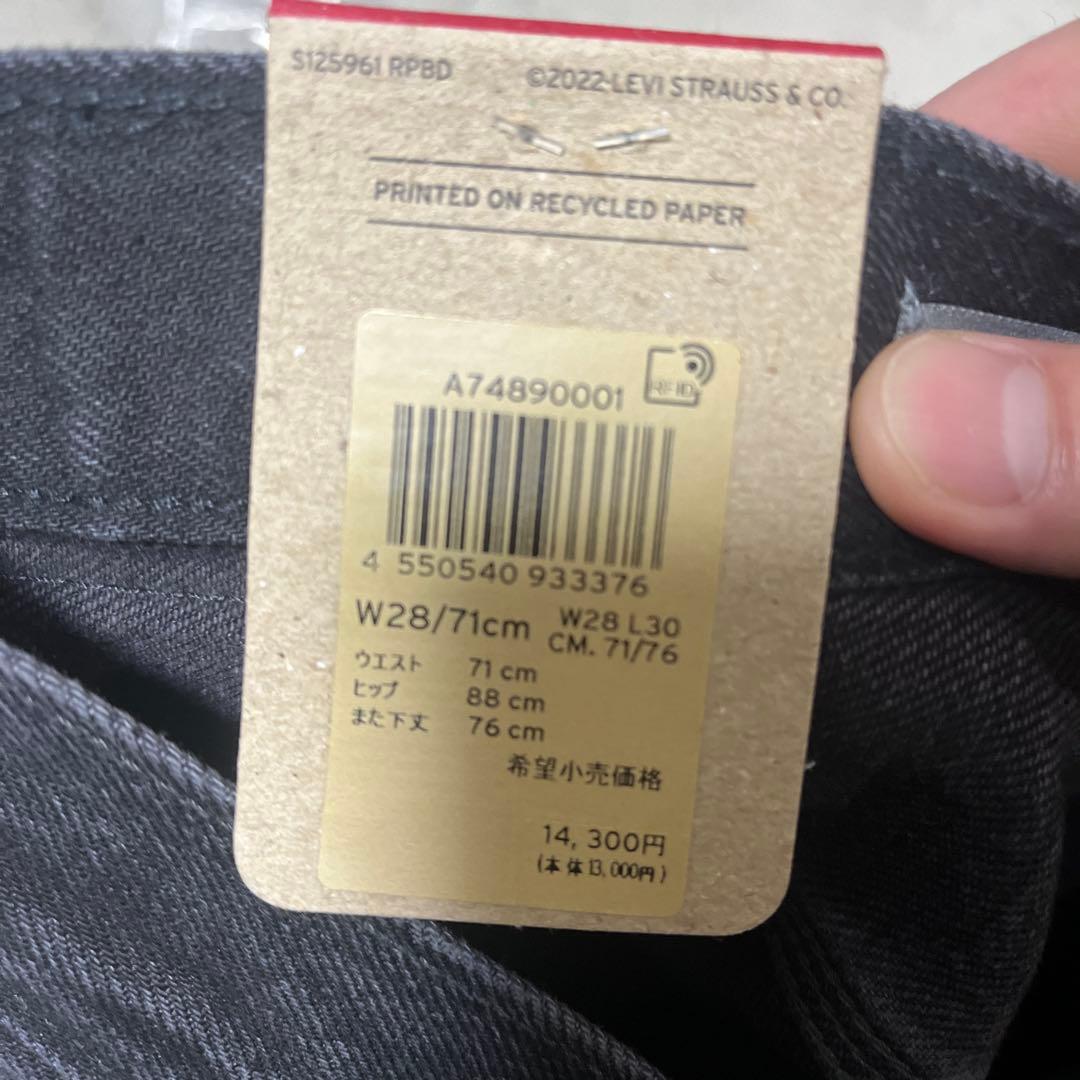 S125961 RPBD
©2022 LEVI STRAUSS & CO.
PRINTED ON RECYCLED PAPER
A74890001
RFID
4 550540 933376
W28/71cm
W28 L30
CM. 71/76
ウエスト 71 cm
ヒップ 88 cm
また下丈 76 cm
希望小売価格
14,300円
(本体13,000円)